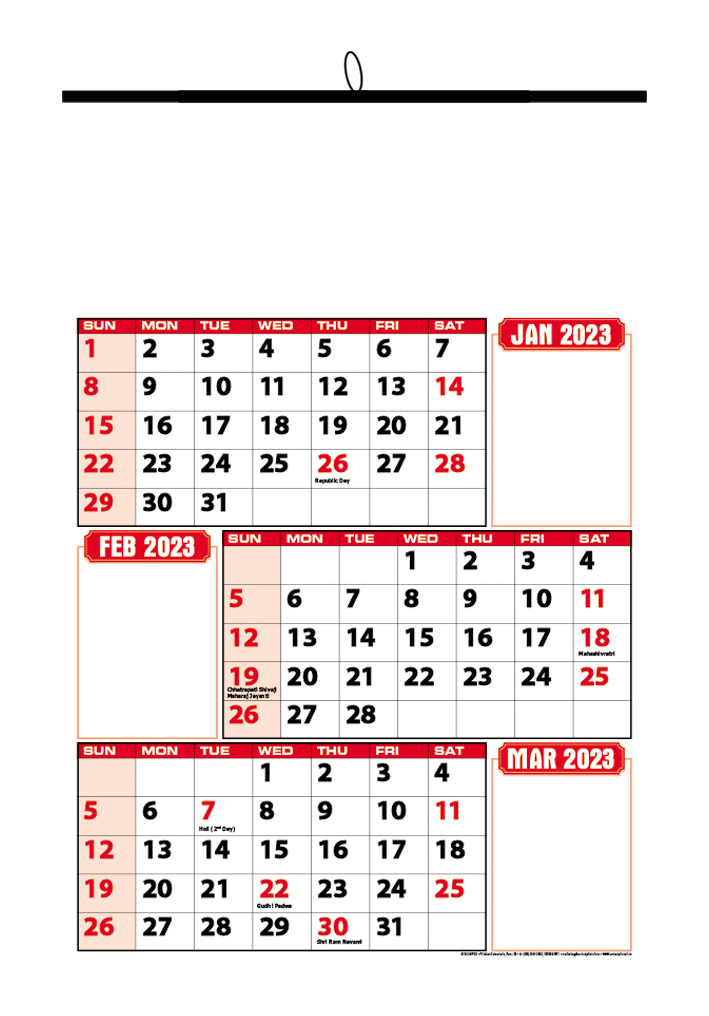 SUN MON TUE WED THU FRI SAT
JAN 2023
1 2 3 4 5 6 7
8 9 10 11 12 13 14
15 16 17 18 19 20 21
22 23 24 25 26 27 28
Republic Day
29 30 31
FEB 2023
SUN MON TUE WED THU FRI SAT
1 2 3 4
5 6 7 8 9 10 11
12 13 14 15 16 17 18
Mahashivratri
19 20 21 22 23 24 25
Chhatrapati Shivaji
Maharaj Jayanti
26 27 28
SUN MON TUE WED THU FRI SAT
MAR 2023
1 2 3 4
5 6 7 8 9 10 11
Holi ( 2nd Day)
12 13 14 15 16 17 18
19 20 21 22 23 24 25
Gudhi Padwa
26 27 28 29 30 31
Shri Ram Navami